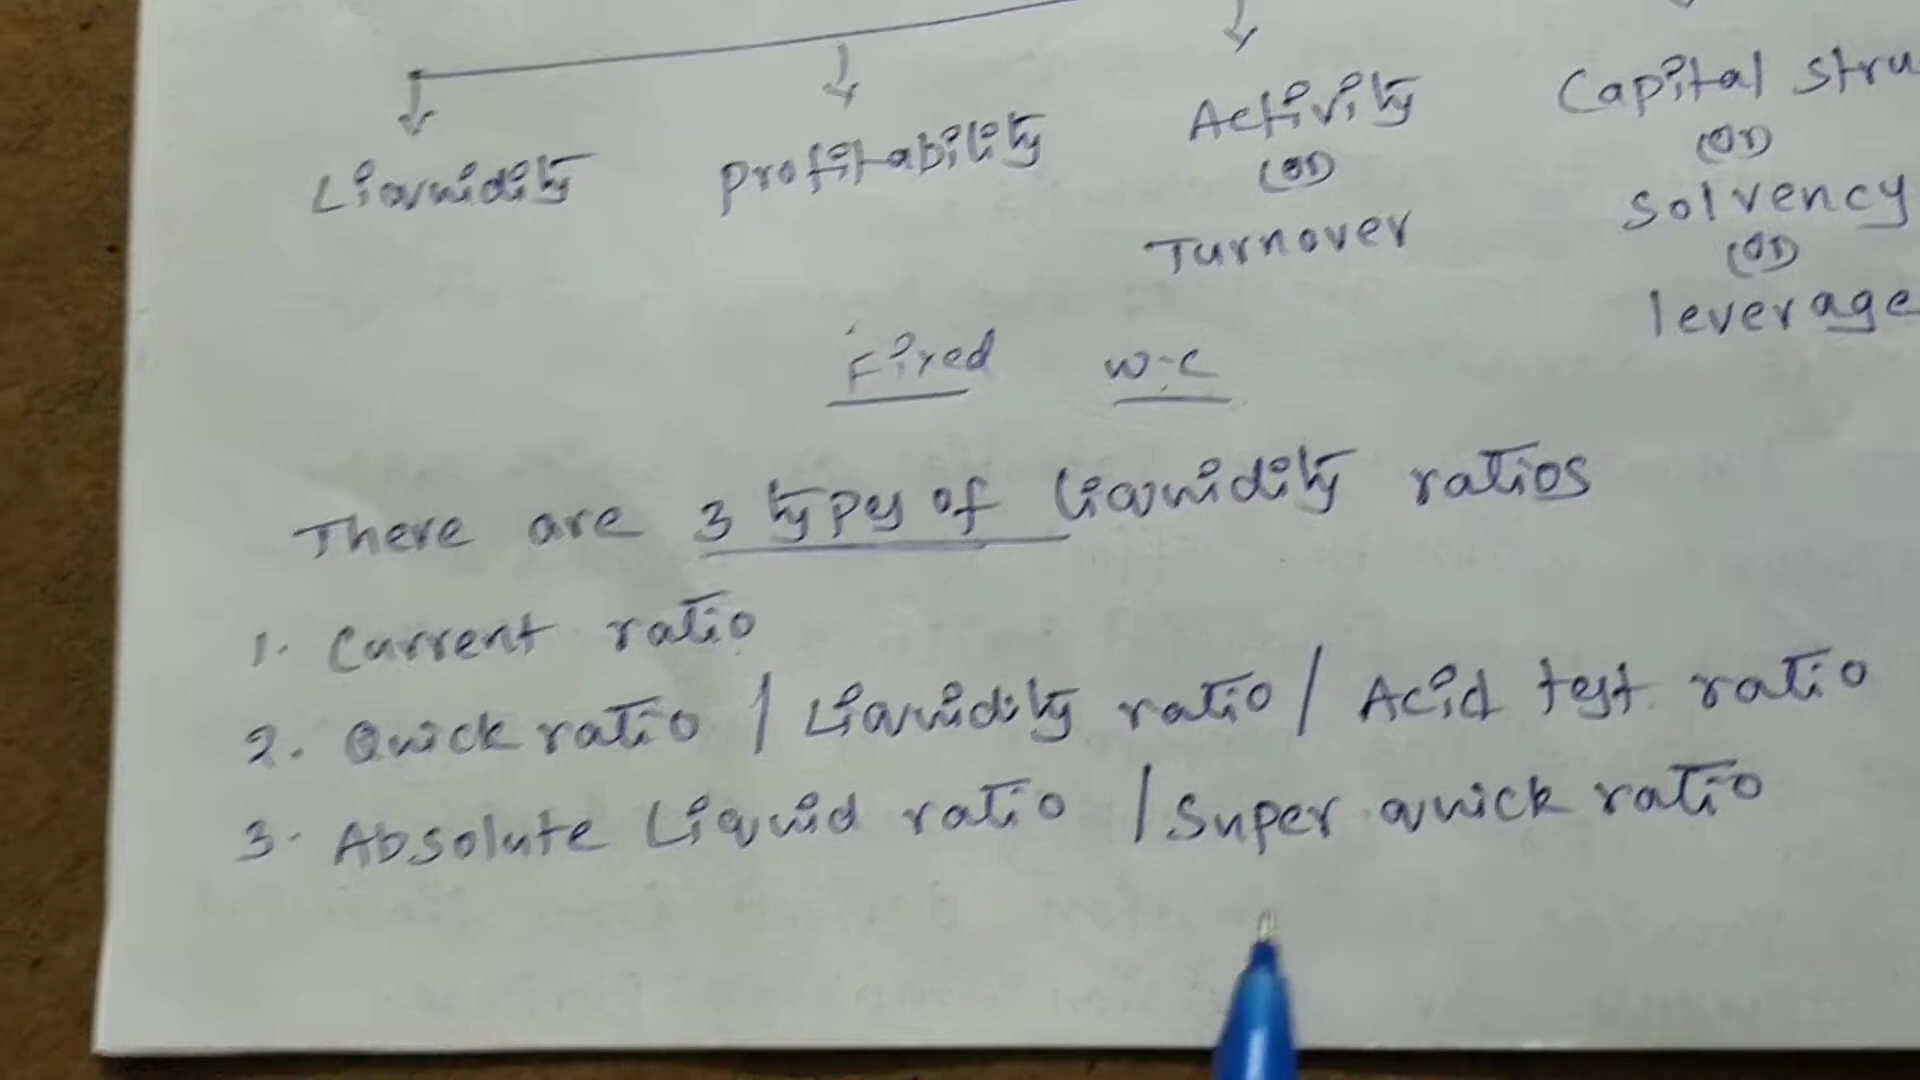 Liquidity Profitability Activity Capital Stru
(OR) (OR)
Turnover Solvency
(OR)
leverage
Fixed W.C
There are 3 types of liquidity ratios
1. Current ratio
2. Quick ratio / Liquidity ratio / Acid test ratio
3. Absolute Liquid ratio / Super quick ratio